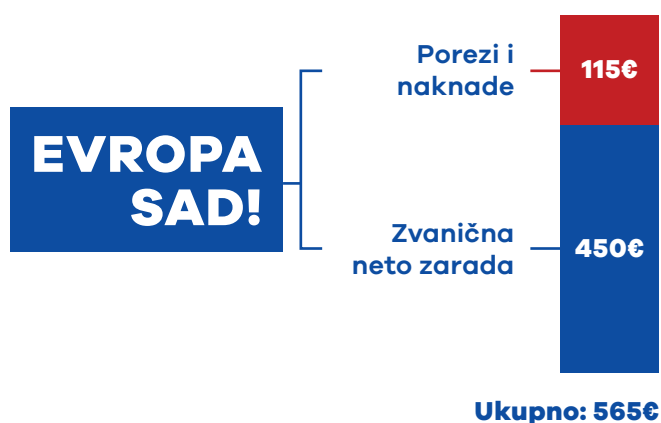 EVROPA
SAD!
Porezi i
naknade
115€
Zvanična
neto zarada
450€
Ukupno: 565€